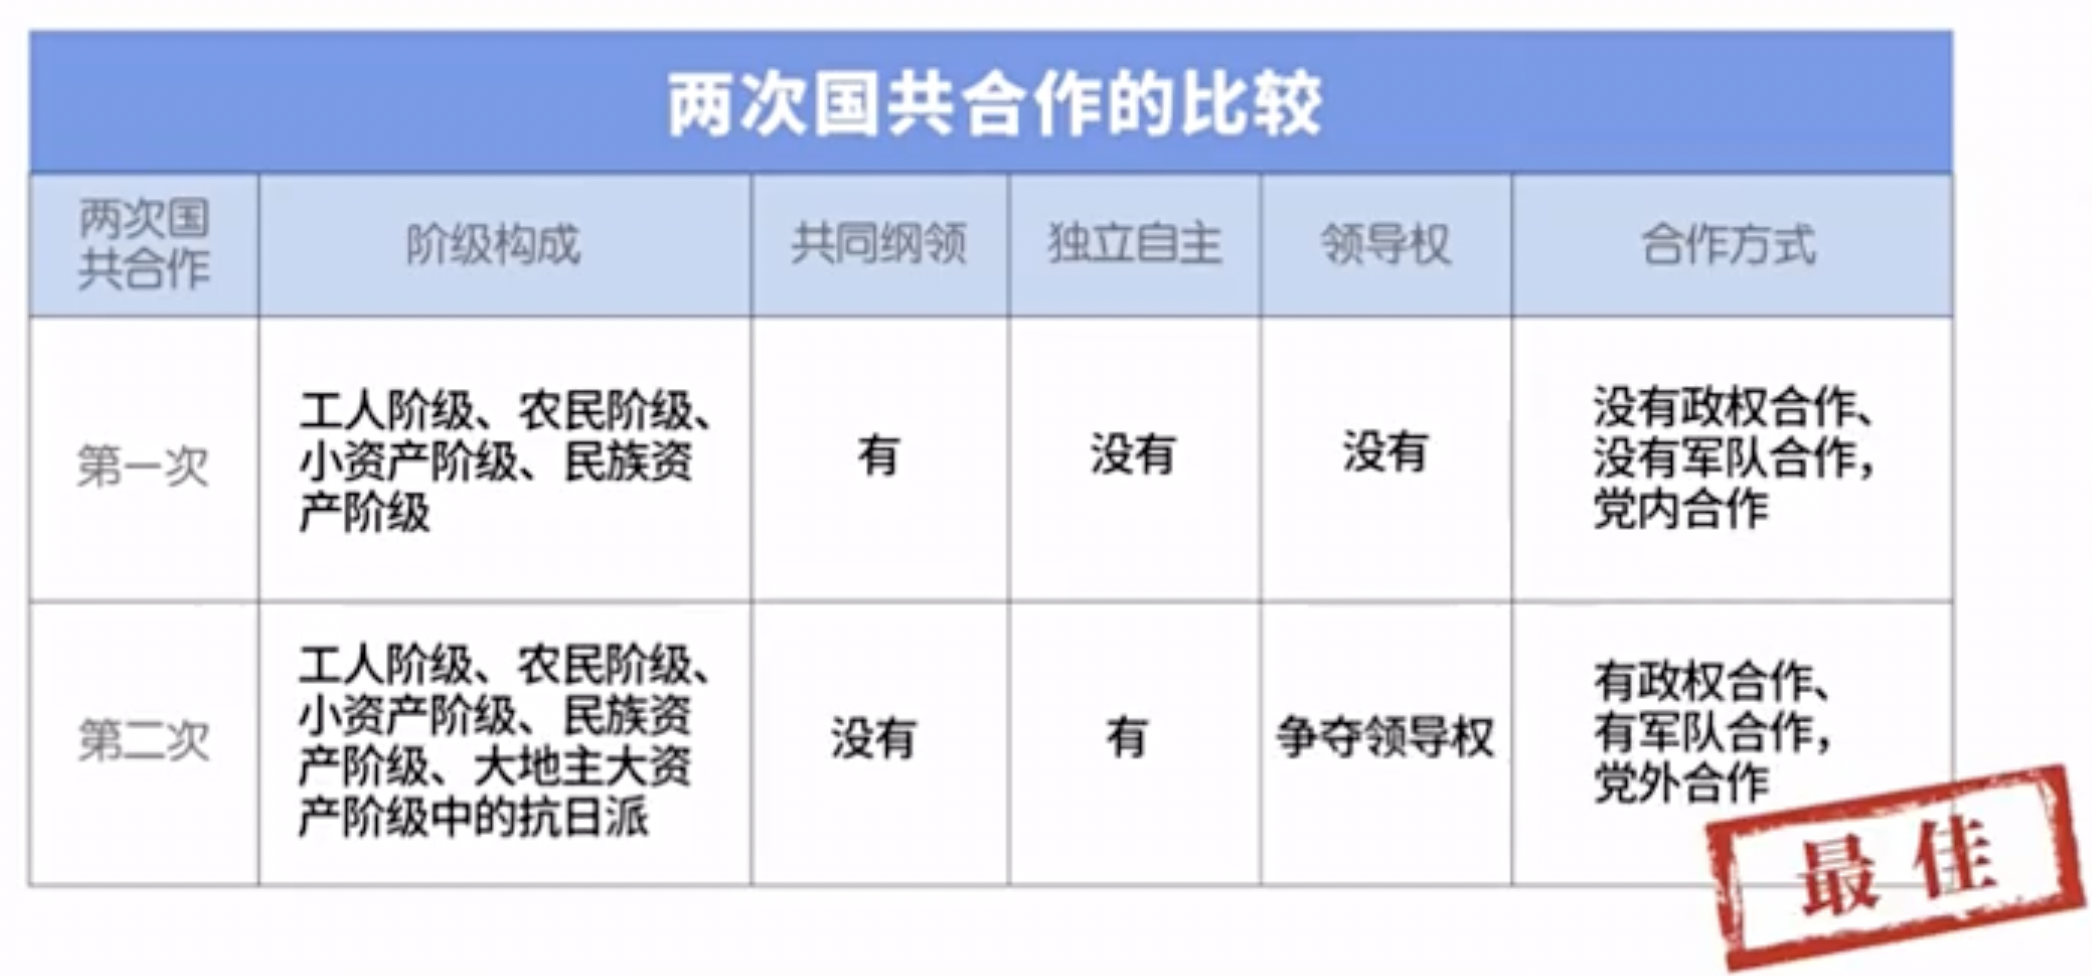 两次国共合作的比较
两次国
共合作
阶级构成
共同纲领
独立自主
领导权
合作方式
第一次
工人阶级、农民阶级、
小资产阶级、民族资
产阶级
有
没有
没有
没有政权合作、
没有军队合作，
党内合作
第二次
工人阶级、农民阶级、
小资产阶级、民族资
产阶级、大地主大资
产阶级中的抗日派
没有
有
争夺领导权
有政权合作、
有军队合作，
党外合作
最佳